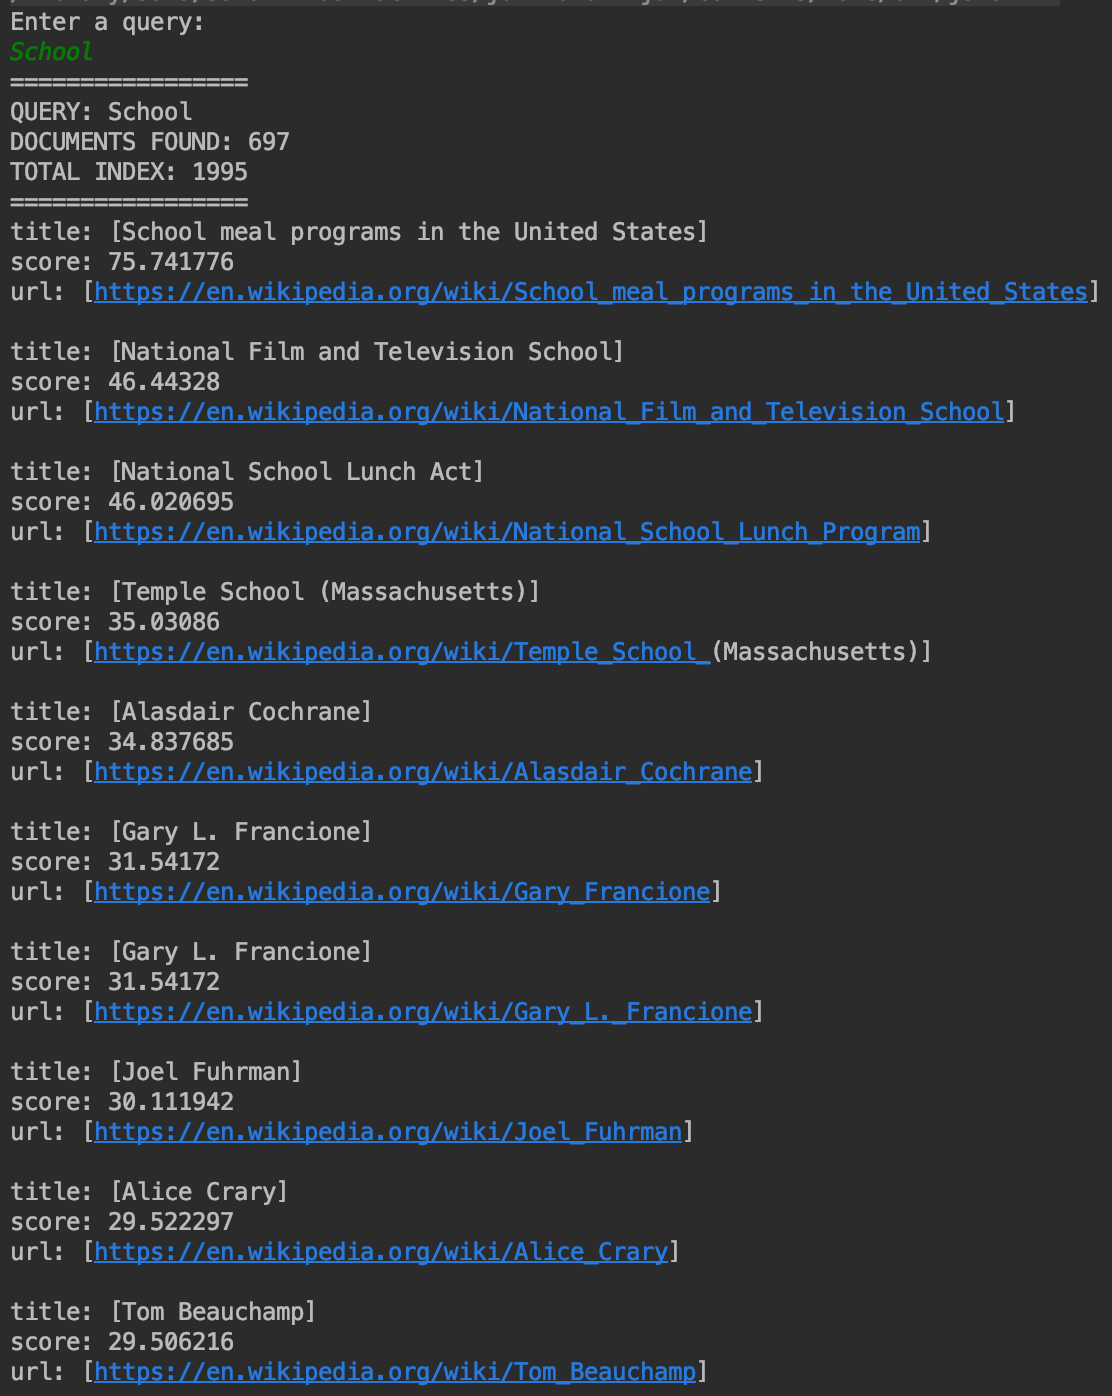 Enter a query:
School
=================
QUERY: School
DOCUMENTS FOUND: 697
TOTAL INDEX: 1995
=================
title: [School meal programs in the United States]
score: 75.741776
url: [https://en.wikipedia.org/wiki/School_meal_programs_in_the_United_States]
title: [National Film and Television School]
score: 46.44328
url: [https://en.wikipedia.org/wiki/National_Film_and_Television_School]
title: [National School Lunch Act]
score: 46.020695
url: [https://en.wikipedia.org/wiki/National_School_Lunch_Program]
title: [Temple School (Massachusetts)]
score: 35.03086
url: [https://en.wikipedia.org/wiki/Temple_School_(Massachusetts)]
title: [Alasdair Cochrane]
score: 34.837685
url: [https://en.wikipedia.org/wiki/Alasdair_Cochrane]
title: [Gary L. Francione]
score: 31.54172
url: [https://en.wikipedia.org/wiki/Gary_Francione]
title: [Gary L. Francione]
score: 31.54172
url: [https://en.wikipedia.org/wiki/Gary_L._Francione]
title: [Joel Fuhrman]
score: 30.111942
url: [https://en.wikipedia.org/wiki/Joel_Fuhrman]
title: [Alice Crary]
score: 29.522297
url: [https://en.wikipedia.org/wiki/Alice_Crary]
title: [Tom Beauchamp]
score: 29.506216
url: [https://en.wikipedia.org/wiki/Tom_Beauchamp]